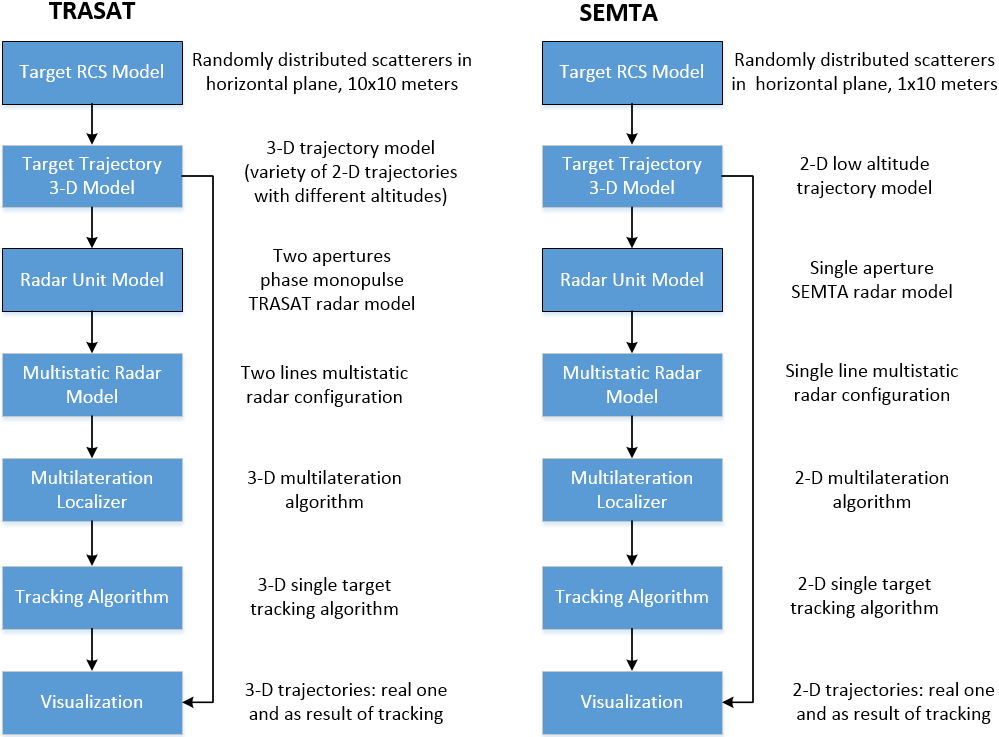 TRASAT
Target RCS Model
Randomly distributed scatterers in
horizontal plane, 10x10 meters
Target Trajectory
3-D Model
3-D trajectory model
(variety of 2-D trajectories
with different altitudes)
Radar Unit Model
Two apertures
phase monopulse
TRASAT radar model
Multistatic Radar
Model
Two lines multistatic
radar configuration
Multilateration
Localizer
3-D multilateration
algorithm
Tracking Algorithm
3-D single target
tracking algorithm
Visualization
3-D trajectories: real one
and as result of tracking
SEMTA
Target RCS Model
Randomly distributed scatterers
in horizontal plane, 1x10 meters
Target Trajectory
3-D Model
2-D low altitude
trajectory model
Radar Unit Model
Single aperture
SEMTA radar model
Multistatic Radar
Model
Single line multistatic
radar configuration
Multilateration
Localizer
2-D multilateration
algorithm
Tracking Algorithm
2-D single target
tracking algorithm
Visualization
2-D trajectories: real one
and as result of tracking